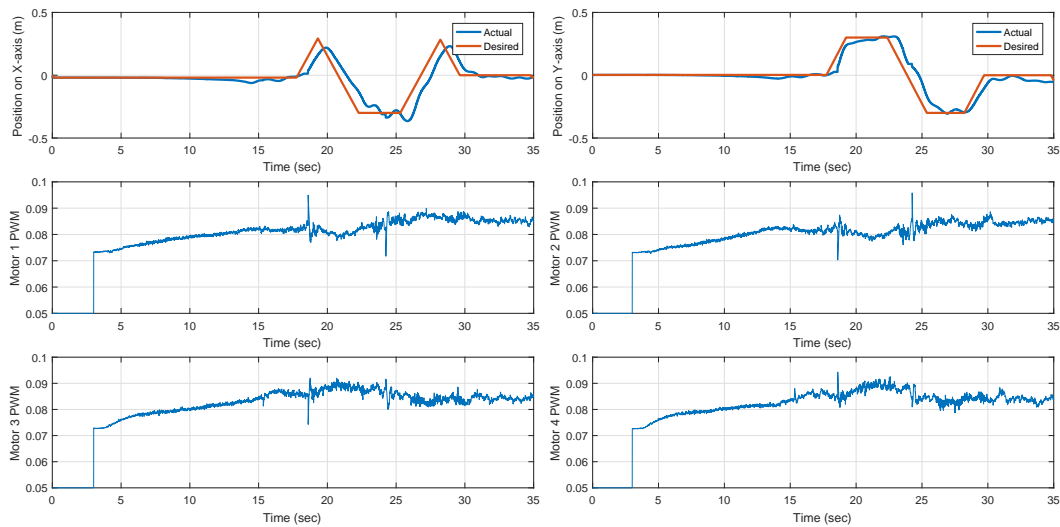 Position on X-axis (m)
0.5
0
-0.5
Actual
Desired
0 5 10 15 20 25 30 35
Time (sec)
Position on Y-axis (m)
0.5
0
-0.5
Actual
Desired
0 5 10 15 20 25 30 35
Time (sec)
Motor 1 PWM
0.1
0.09
0.08
0.07
0.06
0.05
0 5 10 15 20 25 30 35
Time (sec)
Motor 2 PWM
0.1
0.09
0.08
0.07
0.06
0.05
0 5 10 15 20 25 30 35
Time (sec)
Motor 3 PWM
0.1
0.09
0.08
0.07
0.06
0.05
0 5 10 15 20 25 30 35
Time (sec)
Motor 4 PWM
0.1
0.09
0.08
0.07
0.06
0.05
0 5 10 15 20 25 30 35
Time (sec)